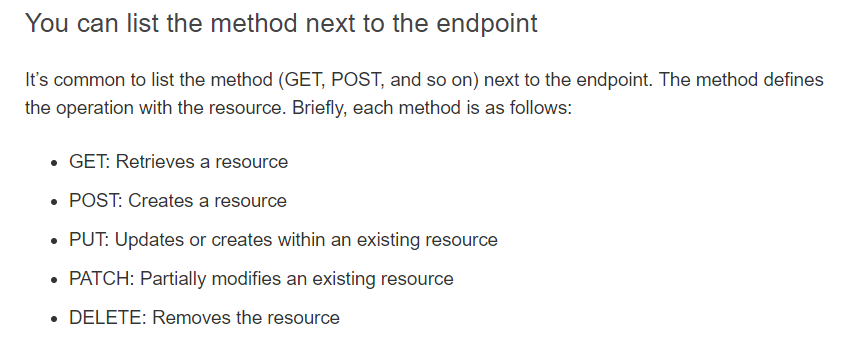 You can list the method next to the endpoint
It’s common to list the method (GET, POST, and so on) next to the endpoint. The method defines
the operation with the resource. Briefly, each method is as follows:
• GET: Retrieves a resource
• POST: Creates a resource
• PUT: Updates or creates within an existing resource
• PATCH: Partially modifies an existing resource
• DELETE: Removes the resource